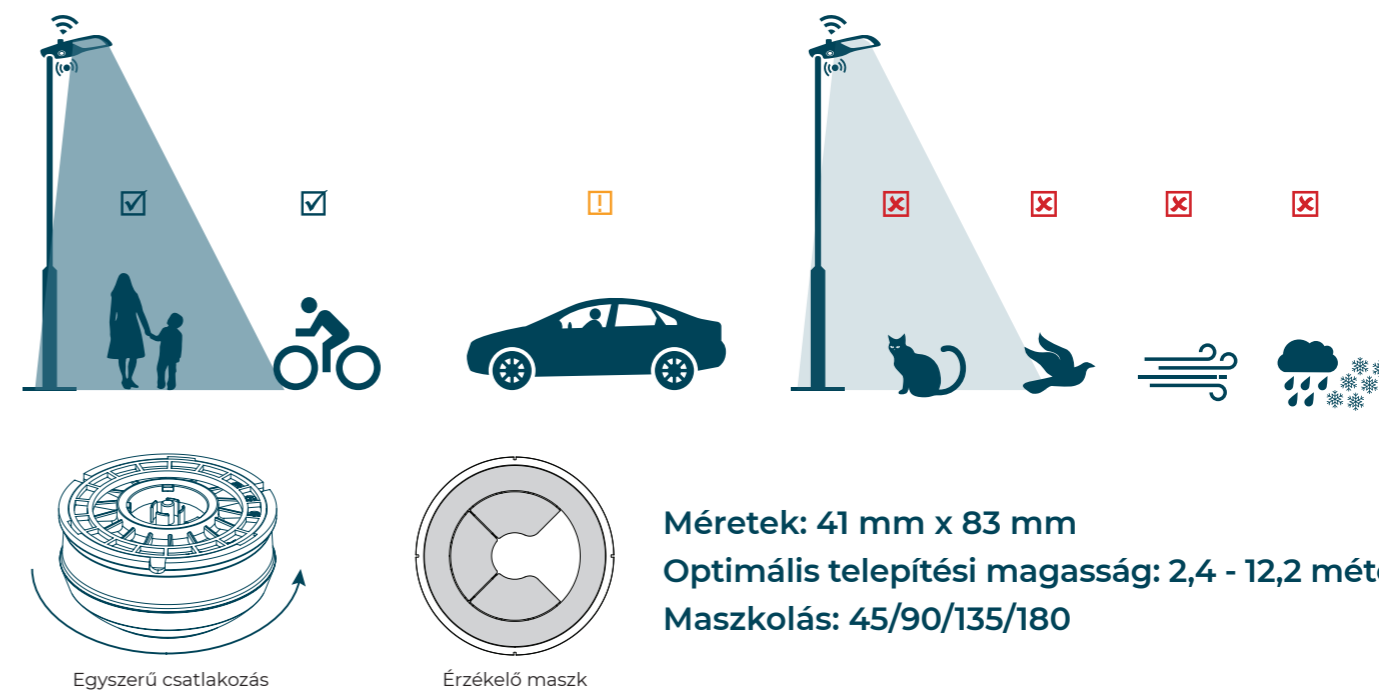 Méretek: 41 mm x 83 mm
Optimális telepítési magasság: 2,4 - 12,2
Maszkolás: 45/90/135/180
Egyszerű csatlakozás
Érzékelő maszk